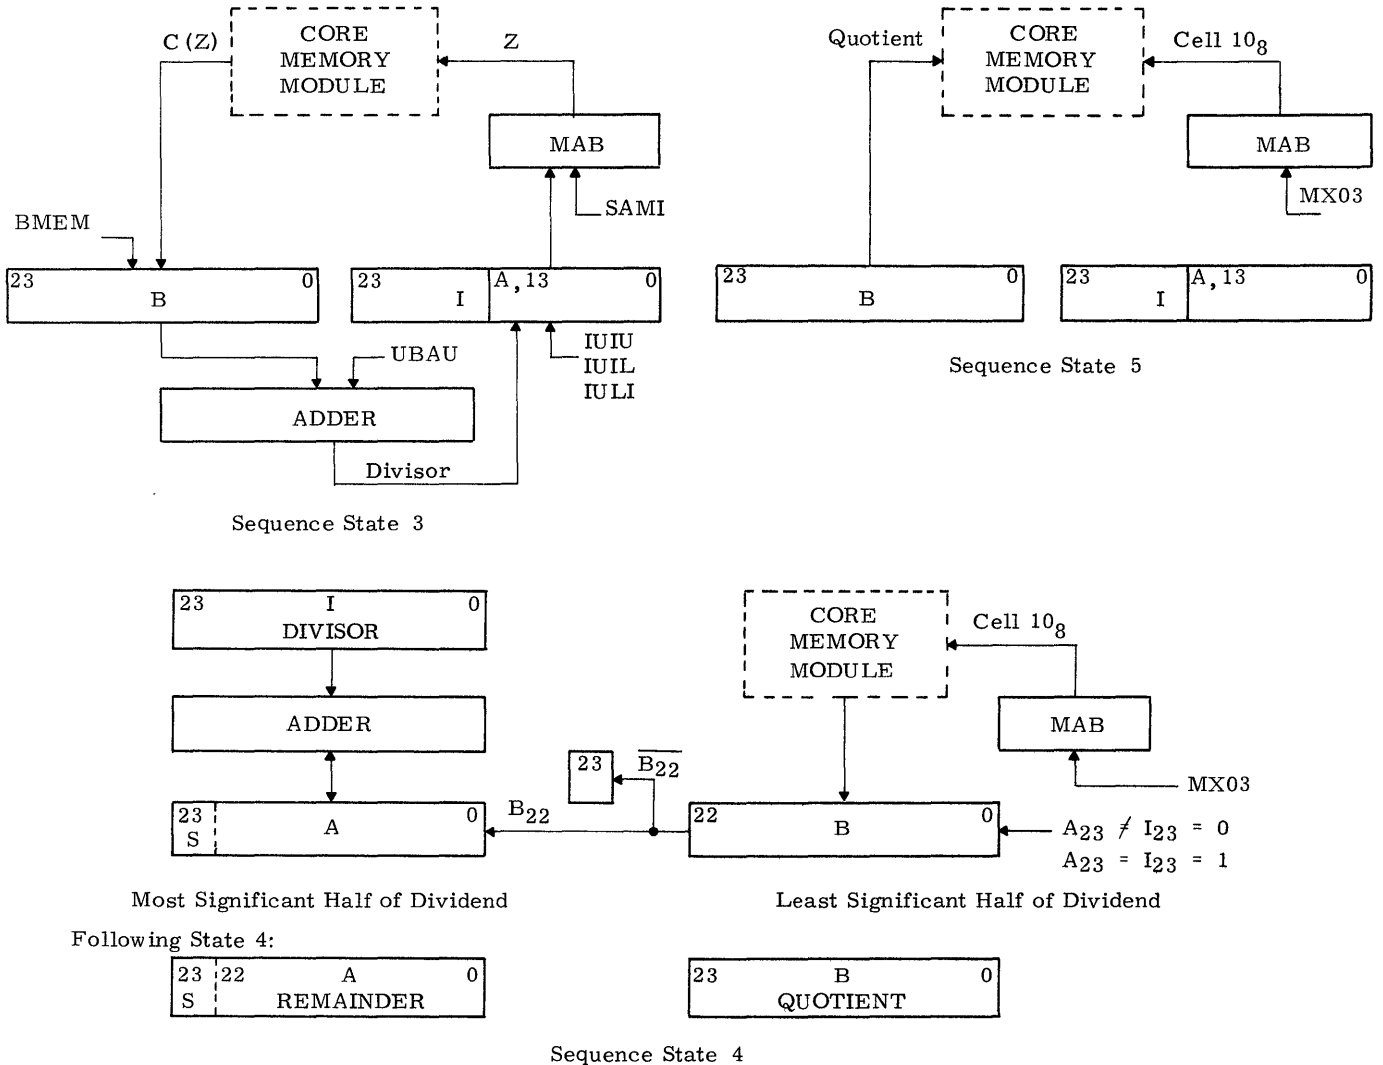 C (Z)
CORE
MEMORY
MODULE
Z
MAB
SAMI
BMEM
23 B 0
23 I A, 13 0
IUIU
IUIL
IULI
UBAU
ADDER
Divisor
Sequence State 3
Quotient
CORE
MEMORY
MODULE
Cell 10₈
MAB
MX03
23 B 0
23 I A, 13 0
Sequence State 5
23 I 0
DIVISOR
ADDER
23 A 0
S
Most Significant Half of Dividend
B₂₂
23
B̅₂̅₂̅
CORE
MEMORY
MODULE
Cell 10₈
MAB
MX03
22 B 0
A₂₃ ≠ I₂₃ = 0
A₂₃ = I₂₃ = 1
Least Significant Half of Dividend
Following State 4:
23 22 A 0
S REMAINDER
23 B 0
QUOTIENT
Sequence State 4